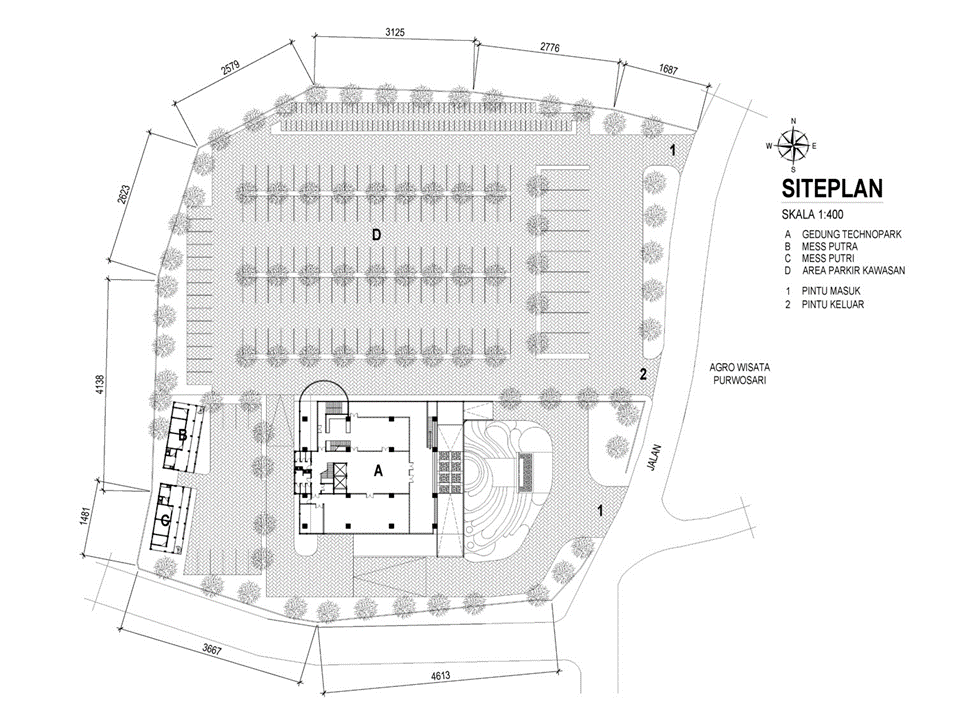 3125
2776
2579
1687
N
W E
S
1
SITEPLAN
SKALA 1:400
2623
D
A GEDUNG TECHNOPARK
B MESS PUTRA
C MESS PUTRI
D AREA PARKIR KAWASAN
1 PINTU MASUK
2 PINTU KELUAR
4138
2
AGRO WISATA
PURWOSARI
B
A
JALAN
1481
C
1
3667
4613